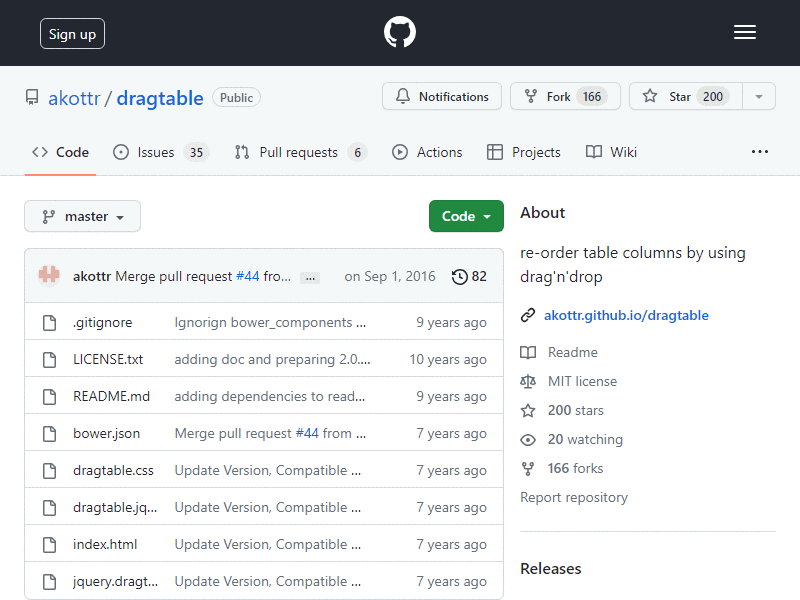 Sign up
akottr / dragtable Public
Notifications Fork 166 Star 200
Code Issues 35 Pull requests 6 Actions Projects Wiki ...
master Code
akottr Merge pull request #44 fro... ... on Sep 1, 2016 82
.gitignore Ignorign bower_components ... 9 years ago
LICENSE.txt adding doc and preparing 2.0.... 10 years ago
README.md adding dependencies to read... 9 years ago
bower.json Merge pull request #44 from ... 7 years ago
dragtable.css Update Version, Compatible ... 7 years ago
dragtable.jq... Update Version, Compatible ... 7 years ago
index.html Update Version, Compatible ... 7 years ago
jquery.dragt... Update Version, Compatible ... 7 years ago
About
re-order table columns by using
drag'n'drop
akottr.github.io/dragtable
Readme
MIT license
200 stars
20 watching
166 forks
Report repository
Releases